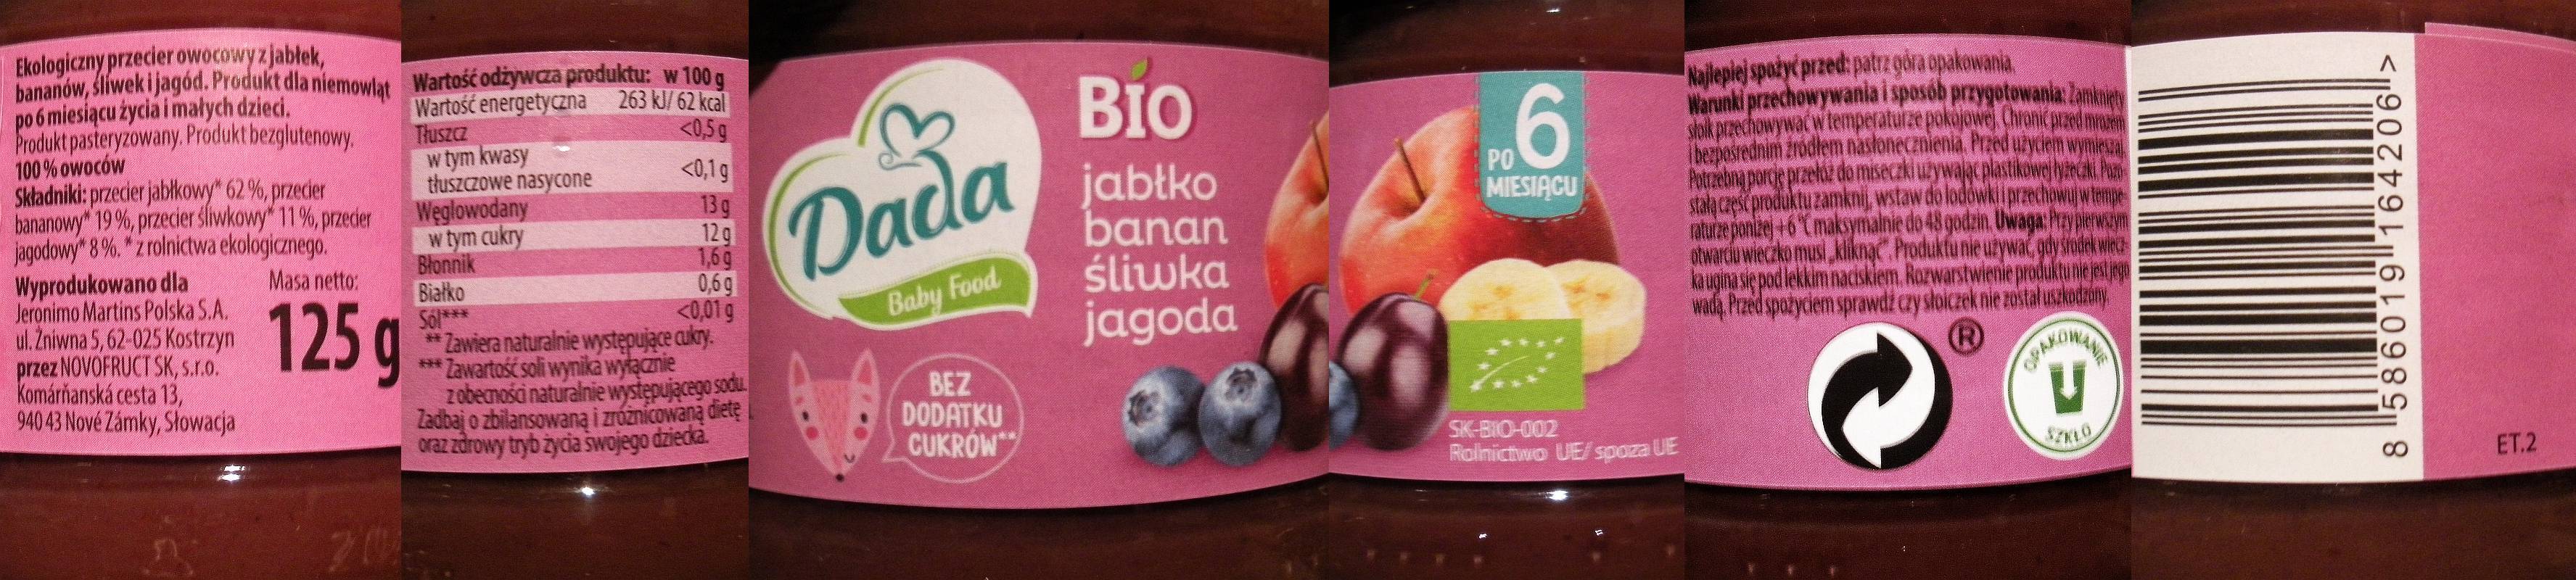 Ekologiczny przecier owocowy z jabłek,
bananów, śliwek i jagód. Produkt dla niemowląt
po 6 miesiącu życia i małych dzieci.
Produkt pasteryzowany. Produkt bezglutenowy.
100% owoców
Składniki: przecier jabłkowy* 62%, przecier
bananowy* 19%, przecier śliwkowy* 11%, przecier
jagodowy* 8%. * z rolnictwa ekologicznego.
Wyprodukowano dla
Jeronimo Martins Polska S.A.
ul. Żniwna 5, 62-025 Kostrzyn
przez NOVOFRUCT SK, s.r.o.
Komárňanská cesta 13,
940 43 Nové Zámky, Słowacja
Masa netto:
125 g
Wartość odżywcza produktu: w 100 g
Wartość energetyczna 263 kJ/ 62 kcal
Tłuszcz <0,5 g
w tym kwasy
tłuszczowe nasycone <0,1 g
Węglowodany 13 g
w tym cukry 12 g
Błonnik 1,6 g
Białko 0,6 g
Sól*** <0,01 g
** Zawiera naturalnie występujące cukry.
*** Zawartość soli wynika wyłącznie
z obecności naturalnie występującego sodu.
Zadbaj o zbilansowaną i zróżnicowaną dietę
oraz zdrowy tryb życia swojego dziecka.
Dada
Baby Food
BEZ
DODATKU
CUKRÓW**
BIO
jabłko
banan
śliwka
jagoda
PO 6
MIESIĄCU
SK-BIO-002
Rolnictwo UE/ spoza UE
Najlepiej spożyć przed: patrz góra opakowania.
Warunki przechowywania i sposób przygotowania: Zamknięty
słoik przechowywać w temperaturze pokojowej. Chronić przed mrozem
i bezpośrednim źródłem nasłonecznienia. Przed użyciem wymieszaj.
Potrzebną porcję przełóż do miseczki używając plastikowej łyżeczki. Pozo-
stałą część produktu zamknij, wstaw do lodówki i przechowuj w tempe-
raturze poniżej +6 °C maksymalnie do 48 godzin. Uwaga: Przy pierwszym
otwarciu wieczko musi „kliknąć”. Produktu nie używać, gdy środek wiecz-
ka ugina się pod lekkim naciskiem. Rozwarstwienie produktu nie jest jego
wadą. Przed spożyciem sprawdź czy słoiczek nie został uszkodzony.
®
OPAKOWANIE
SZKŁO
8 586019 164206 >
ET.2